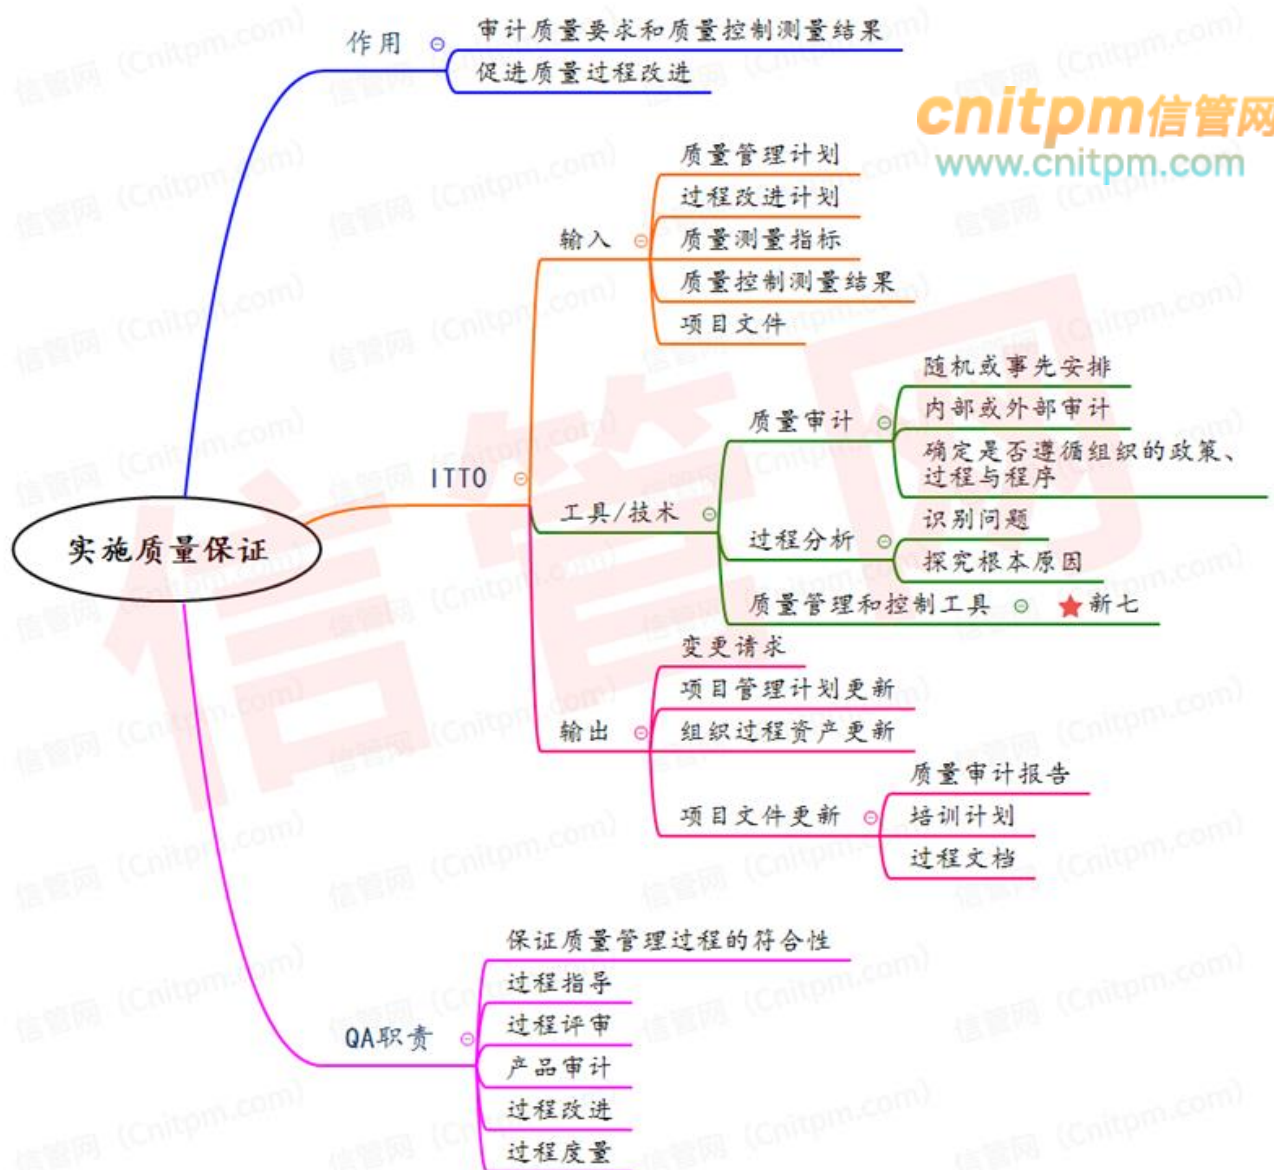 作用
审计质量要求和质量控制测量结果
促进质量过程改进
cnitpm信管网
www.cnitpm.com
质量管理计划
过程改进计划
输入
质量测量指标
质量控制测量结果
项目文件
随机或事先安排
质量审计
内部或外部审计
确定是否遵循组织的政策、
过程与程序
ITTO
工具/技术
识别问题
过程分析
探究根本原因
实施质量保证
质量管理和控制工具
新七
变更请求
项目管理计划更新
输出
组织过程资产更新
质量审计报告
项目文件更新
培训计划
过程文档
保证质量管理过程的符合性
过程指导
QA职责
过程评审
产品审计
过程改进
过程度量
信管网
信管网 (Cnitpm.com)